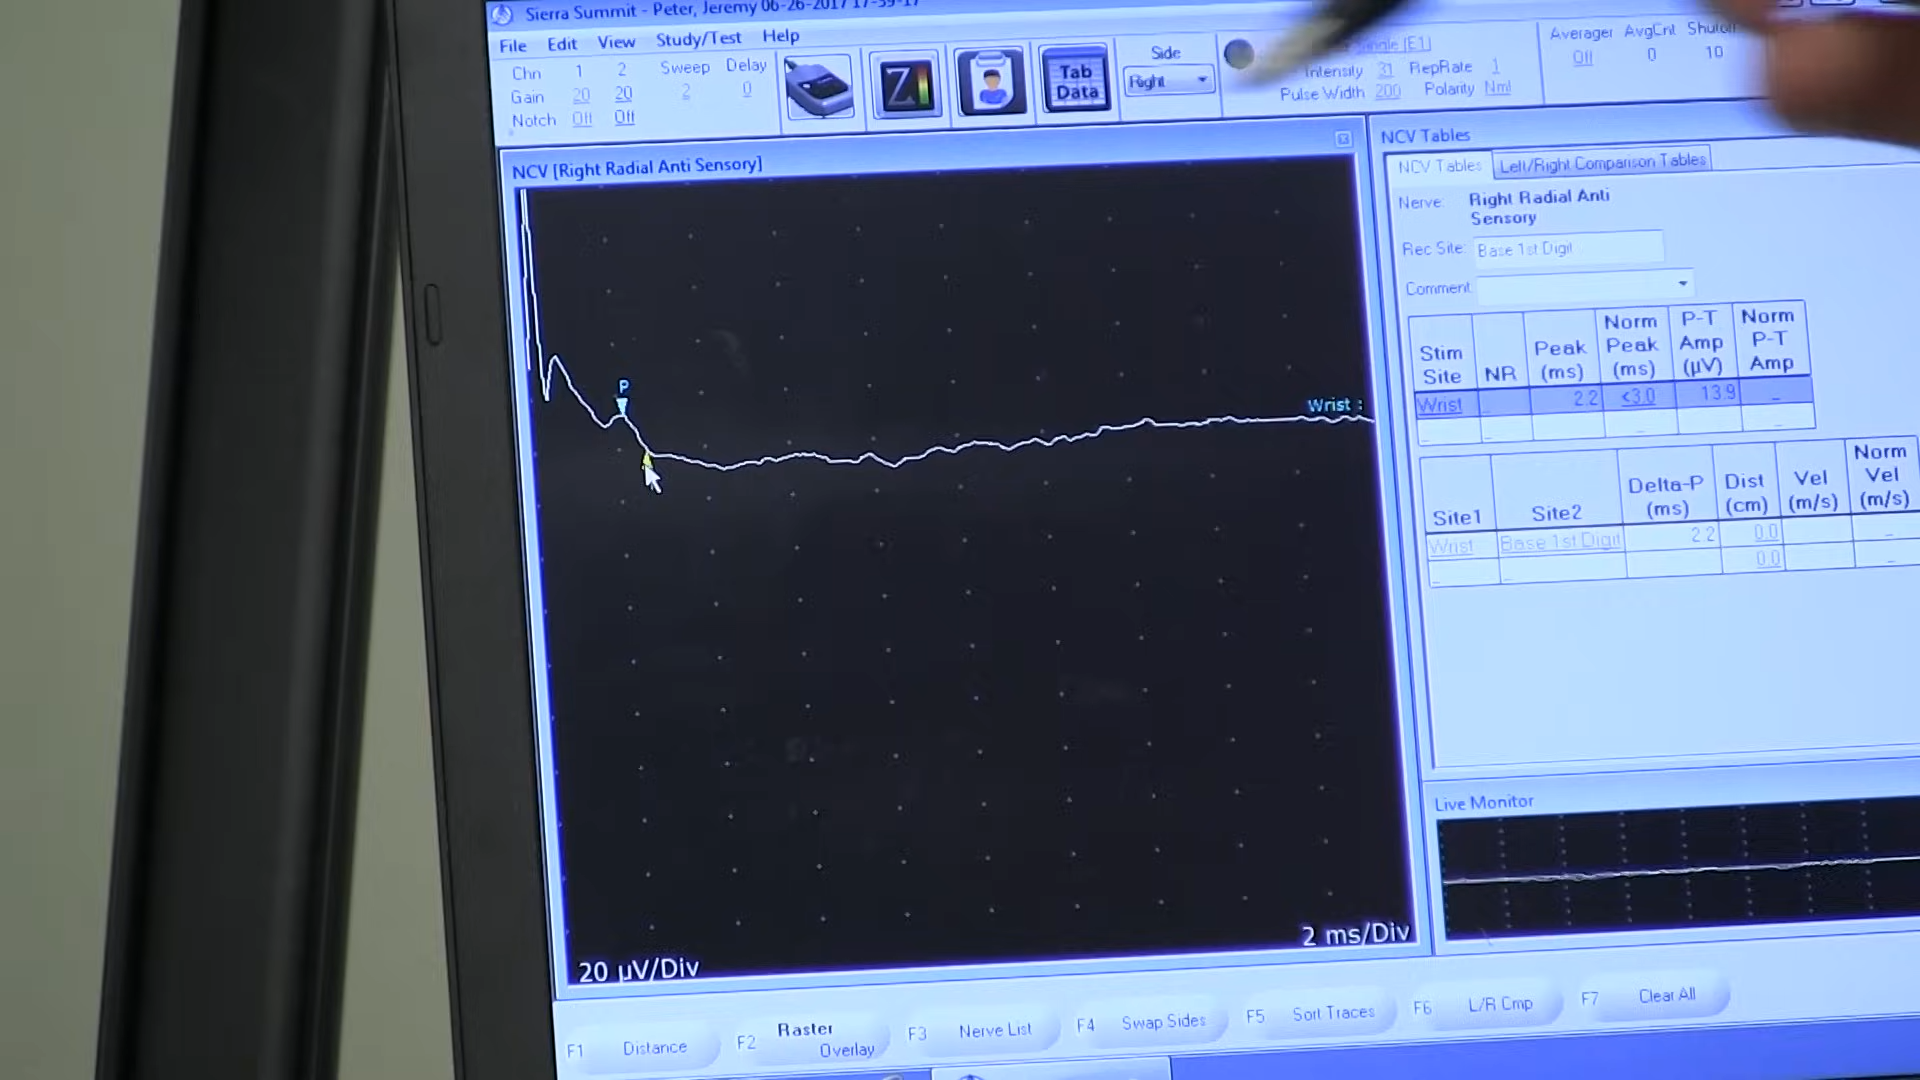 Sierra Summit - Peter, Jeremy 06-26-2017 17-39-17
File Edit View Study/Test Help
Chn 1 2 Sweep Delay
Gain 20 20 2 0
Notch Off Off
Tab
Data
Side
Right
[E1]
Intensity 31 RepRate 1
Pulse Width 200 Polarity Nml
Averager AvgCnt
Off 0 10
NCV [Right Radial Anti Sensory]
P
Wrist :
20 µV/Div
2 ms/Div
NCV Tables
NCV Tables Left/Right Comparison Tables
Nerve: Right Radial Anti
Sensory
Rec Site: Base 1st Digit
Comment:
Stim
Site NR Peak
(ms) Norm
Peak
(ms) P-T
Amp
(µV) Norm
P-T
Amp
Wrist 2.2 <3.0 13.9
Site1 Site2 Delta-P
(ms) Dist
(cm) Vel
(m/s) Norm
Vel
(m/s)
Wrist Base 1st Digit 2.2 0.0
0.0
Live Monitor
F1 Distance F2 Raster
Overlay F3 Nerve List F4 Swap Sides F5 Sort Traces F6 L/R Cmp F7 Clear All